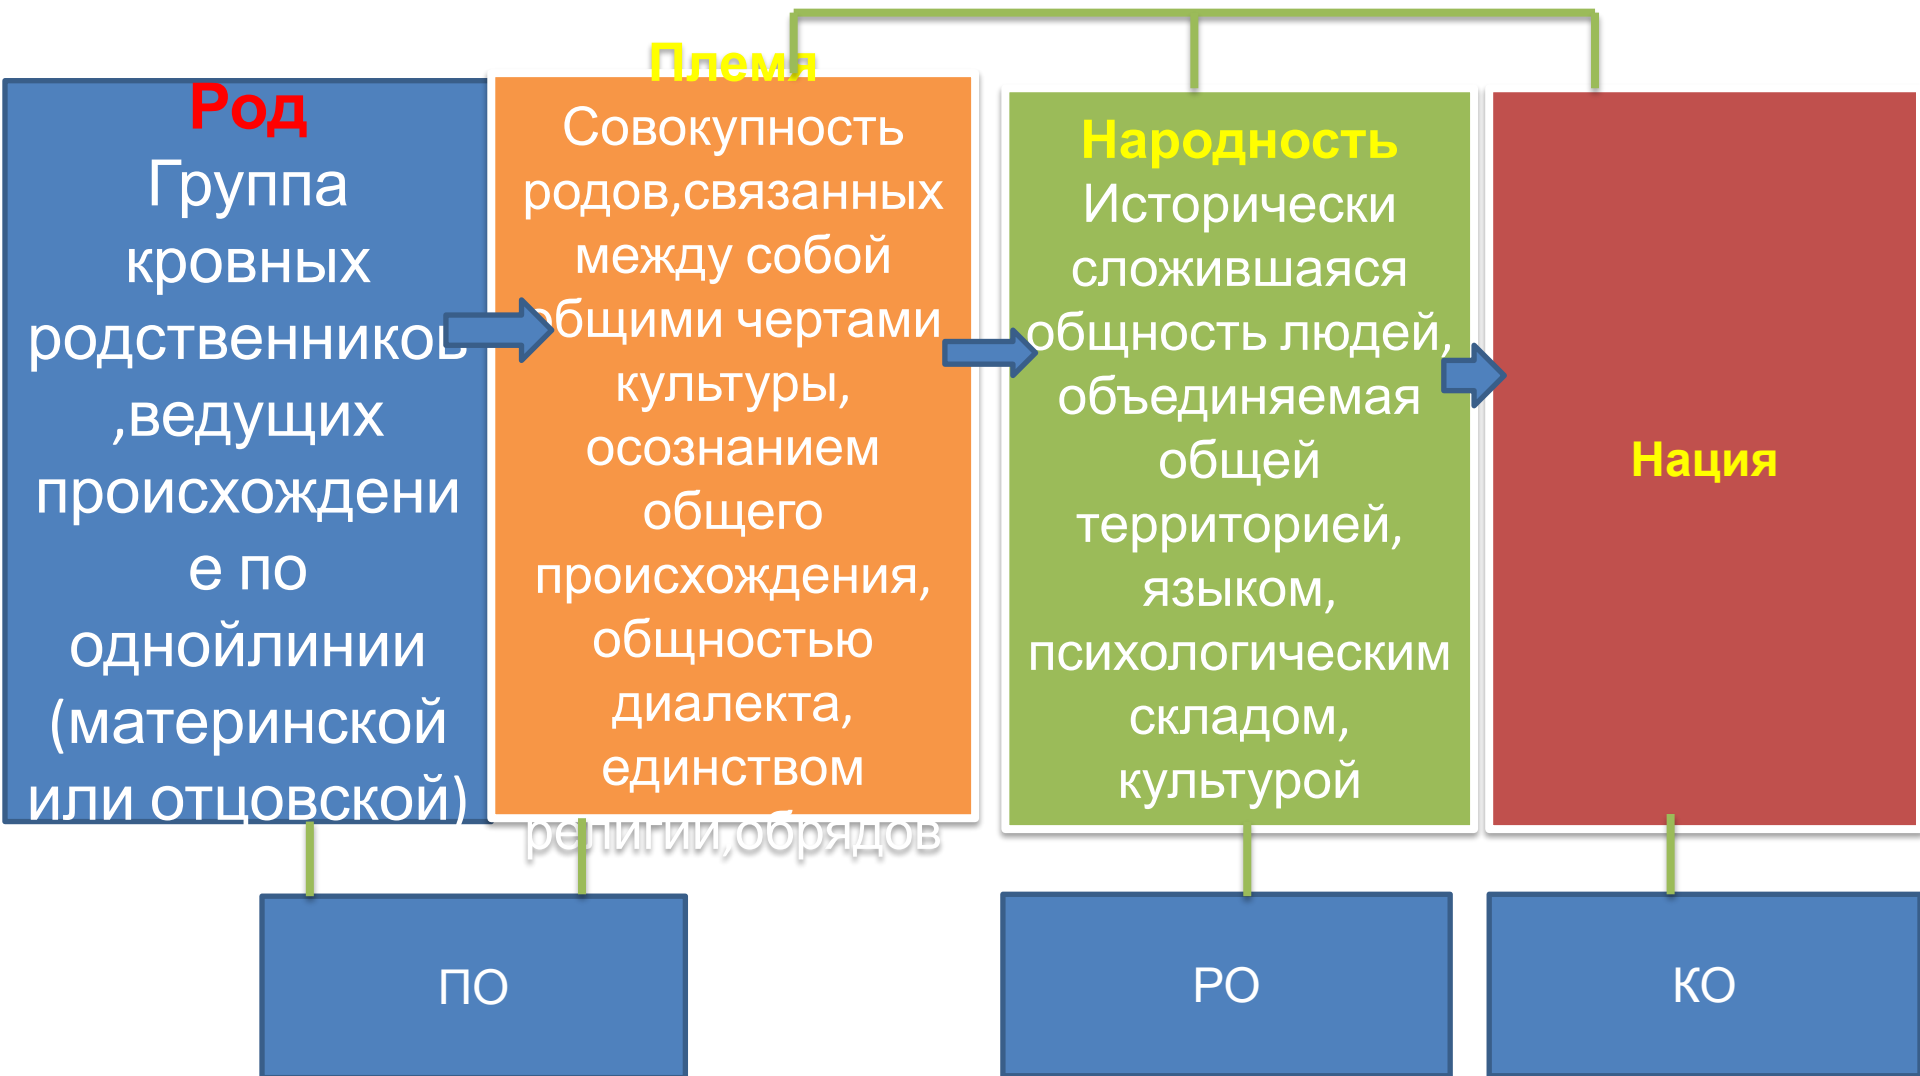 Род
Группа
кровных
родственников
,ведущих
происхождени
е по
однойлинии
(материнской
или отцовской)
Племя
Совокупность
родов,связанных
между собой
общими чертами
культуры,
осознанием
общего
происхождения,
общностью
диалекта,
единством
религии,обрядов
Народность
Исторически
сложившаяся
общность людей,
объединяемая
общей
территорией,
языком,
психологическим
складом,
культурой
Нация
ПО
РО
КО